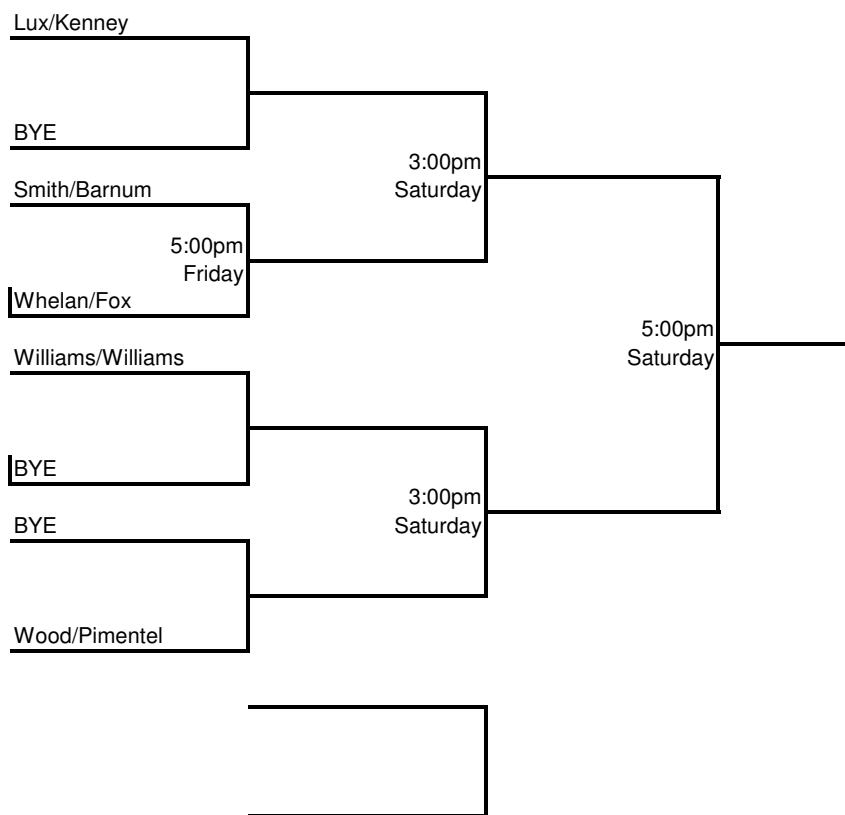 Lux/Kenney
BYE
3:00pm
Saturday
Smith/Barnum
5:00pm
Friday
Whelan/Fox
5:00pm
Saturday
Williams/Williams
BYE
3:00pm
Saturday
BYE
Wood/Pimentel